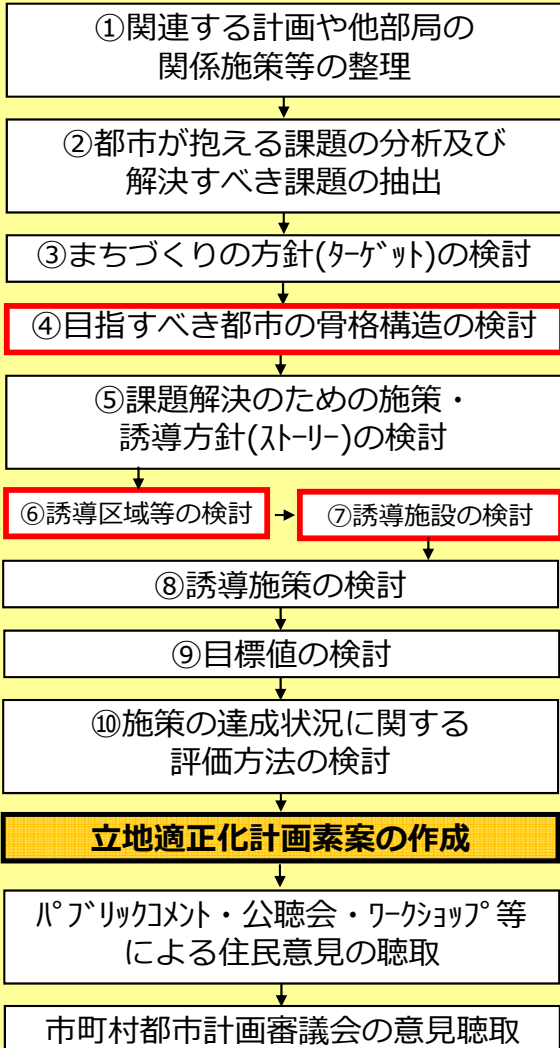 ①関連する計画や他部局の
関係施策等の整理
②都市が抱える課題の分析及び
解決すべき課題の抽出
③まちづくりの方針(ﾀｰｹﾞｯﾄ)の検討
④目指すべき都市の骨格構造の検討
⑤課題解決のための施策・
誘導方針(ｽﾄｰﾘｰ)の検討
⑥誘導区域等の検討
⑦誘導施設の検討
⑧誘導施策の検討
⑨目標値の検討
⑩施策の達成状況に関する
評価方法の検討
立地適正化計画素案の作成
ﾊﾟﾌﾞﾘｯｸｺﾒﾝﾄ・公聴会・ﾜｰｸｼｮｯﾌﾟ等
による住民意見の聴取
市町村都市計画審議会の意見聴取